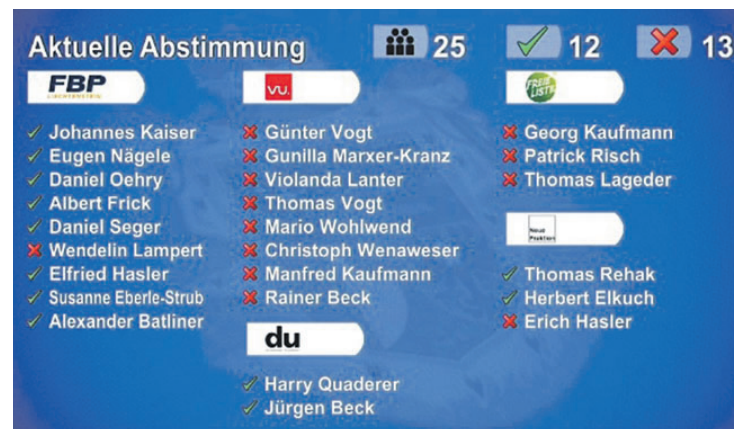 Aktuelle Abstimmung 25 12 13
FBP
LIECHTENSTEIN
Johannes Kaiser
Eugen Nägele
Daniel Oehry
Albert Frick
Daniel Seger
Wendelin Lampert
Elfried Hasler
Susanne Eberle-Strub
Alexander Batliner
vu.
Günter Vogt
Gunilla Marxer-Kranz
Violanda Lanter
Thomas Vogt
Mario Wohlwend
Christoph Wenaweser
Manfred Kaufmann
Rainer Beck
du
Harry Quaderer
Jürgen Beck
FREIE
LISTE
Georg Kaufmann
Patrick Risch
Thomas Lageder
Neue
Fraktion
Thomas Rehak
Herbert Elkuch
Erich Hasler